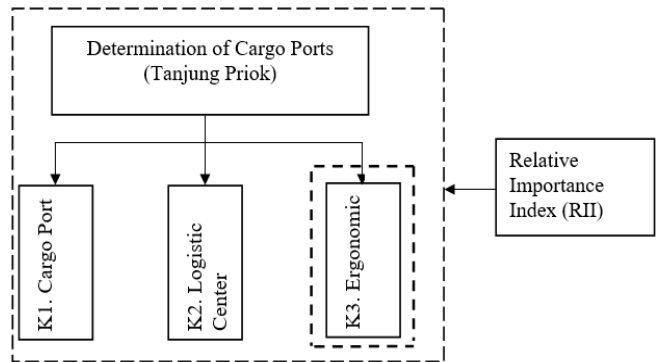 Determination of Cargo Ports
(Tanjung Priok)
K1. Cargo Port
K2. Logistic
Center
K3. Ergonomic
Relative
Importance
Index (RII)